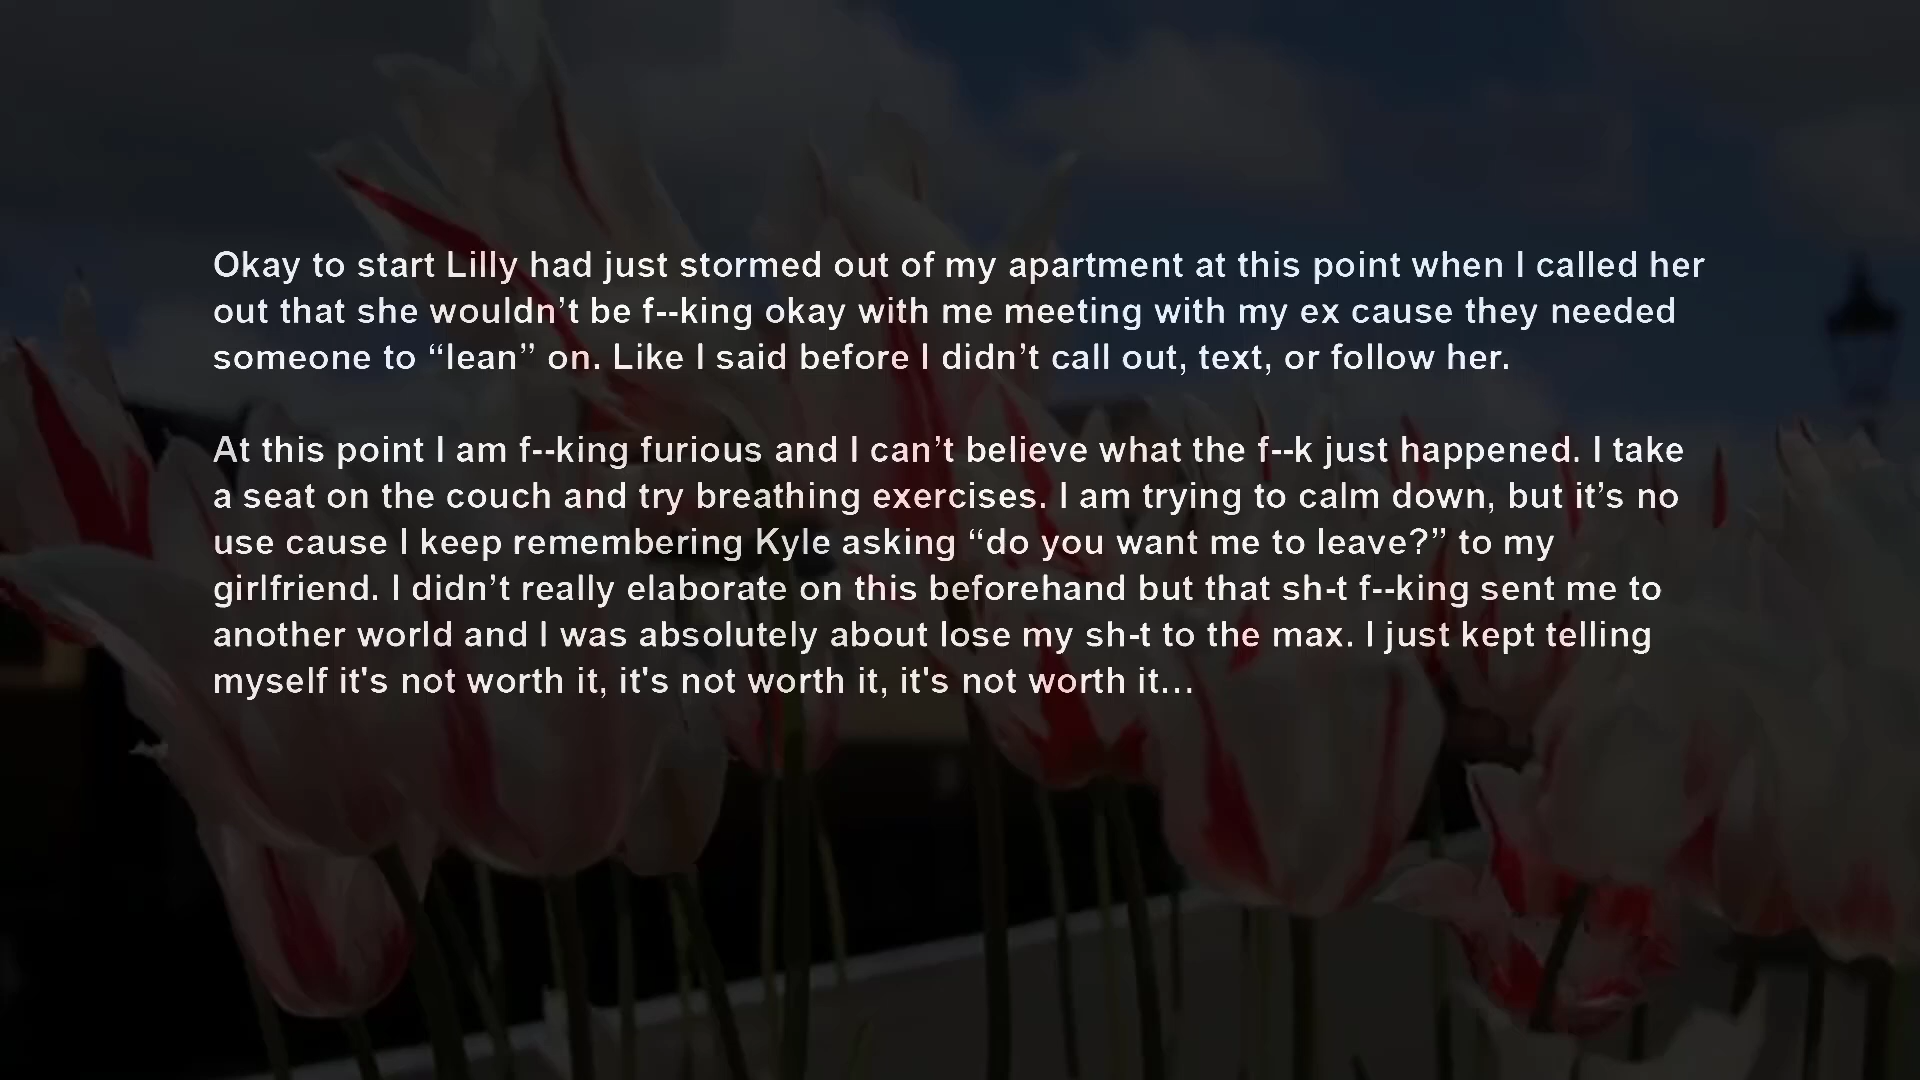 Okay to start Lilly had just stormed out of my apartment at this point when I called her
out that she wouldn’t be f--king okay with me meeting with my ex cause they needed
someone to “lean” on. Like I said before I didn’t call out, text, or follow her.
At this point I am f--king furious and I can’t believe what the f--k just happened. I take
a seat on the couch and try breathing exercises. I am trying to calm down, but it’s no
use cause I keep remembering Kyle asking “do you want me to leave?” to my
girlfriend. I didn’t really elaborate on this beforehand but that sh-t f--king sent me to
another world and I was absolutely about lose my sh-t to the max. I just kept telling
myself it's not worth it, it's not worth it, it's not worth it...